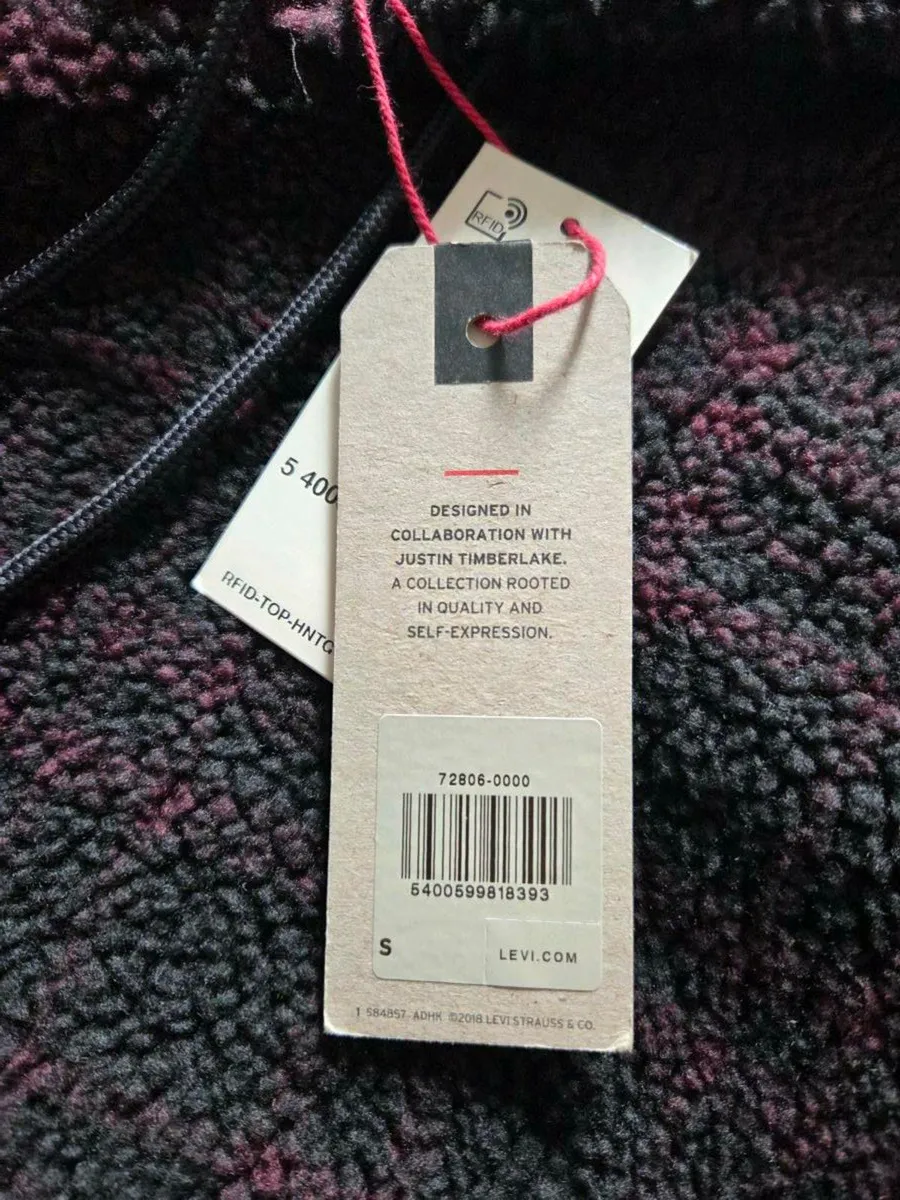 RFID
5 400
RFID-TOP-HNTG
DESIGNED IN
COLLABORATION WITH
JUSTIN TIMBERLAKE.
A COLLECTION ROOTED
IN QUALITY AND
SELF-EXPRESSION.
72806-0000
5400599818393
S
LEVI.COM
1 584857. ADHK ©2018 LEVI STRAUSS & CO.